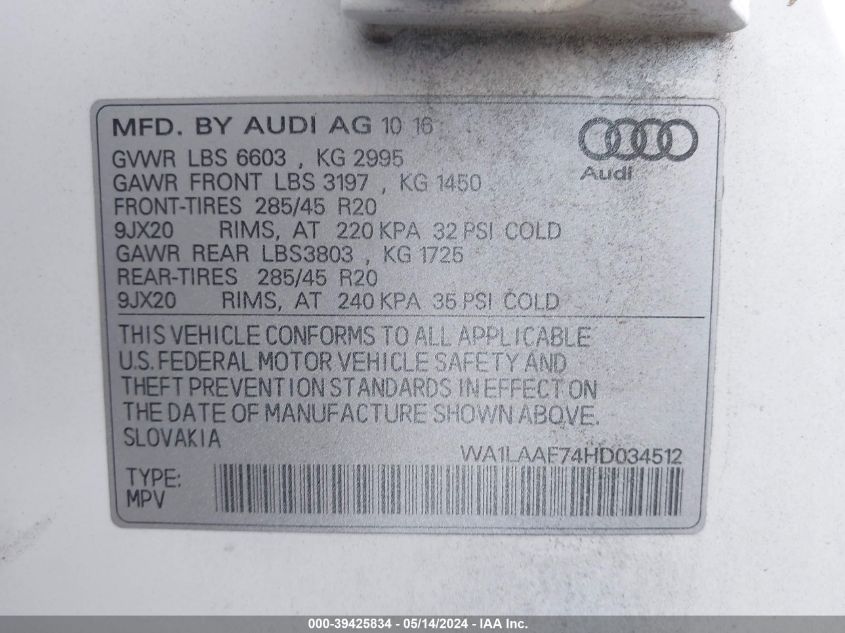 MFD. BY AUDI AG 10 16
Audi
GVWR LBS 6603 , KG 2995
GAWR FRONT LBS 3197 , KG 1450
FRONT-TIRES 285/45 R20
9JX20 RIMS, AT 220 KPA 32 PSI COLD
GAWR REAR LBS3803 , KG 1725
REAR-TIRES 285/45 R20
9JX20 RIMS, AT 240 KPA 35 PSI COLD
THIS VEHICLE CONFORMS TO ALL APPLICABLE
U.S. FEDERAL MOTOR VEHICLE SAFETY AND
THEFT PREVENTION STANDARDS IN EFFECT ON
THE DATE OF MANUFACTURE SHOWN ABOVE.
SLOVAKIA
WA1LAAF74HD034512
TYPE:
MPV
000-39425834 - 05/14/2024 - IAA Inc.